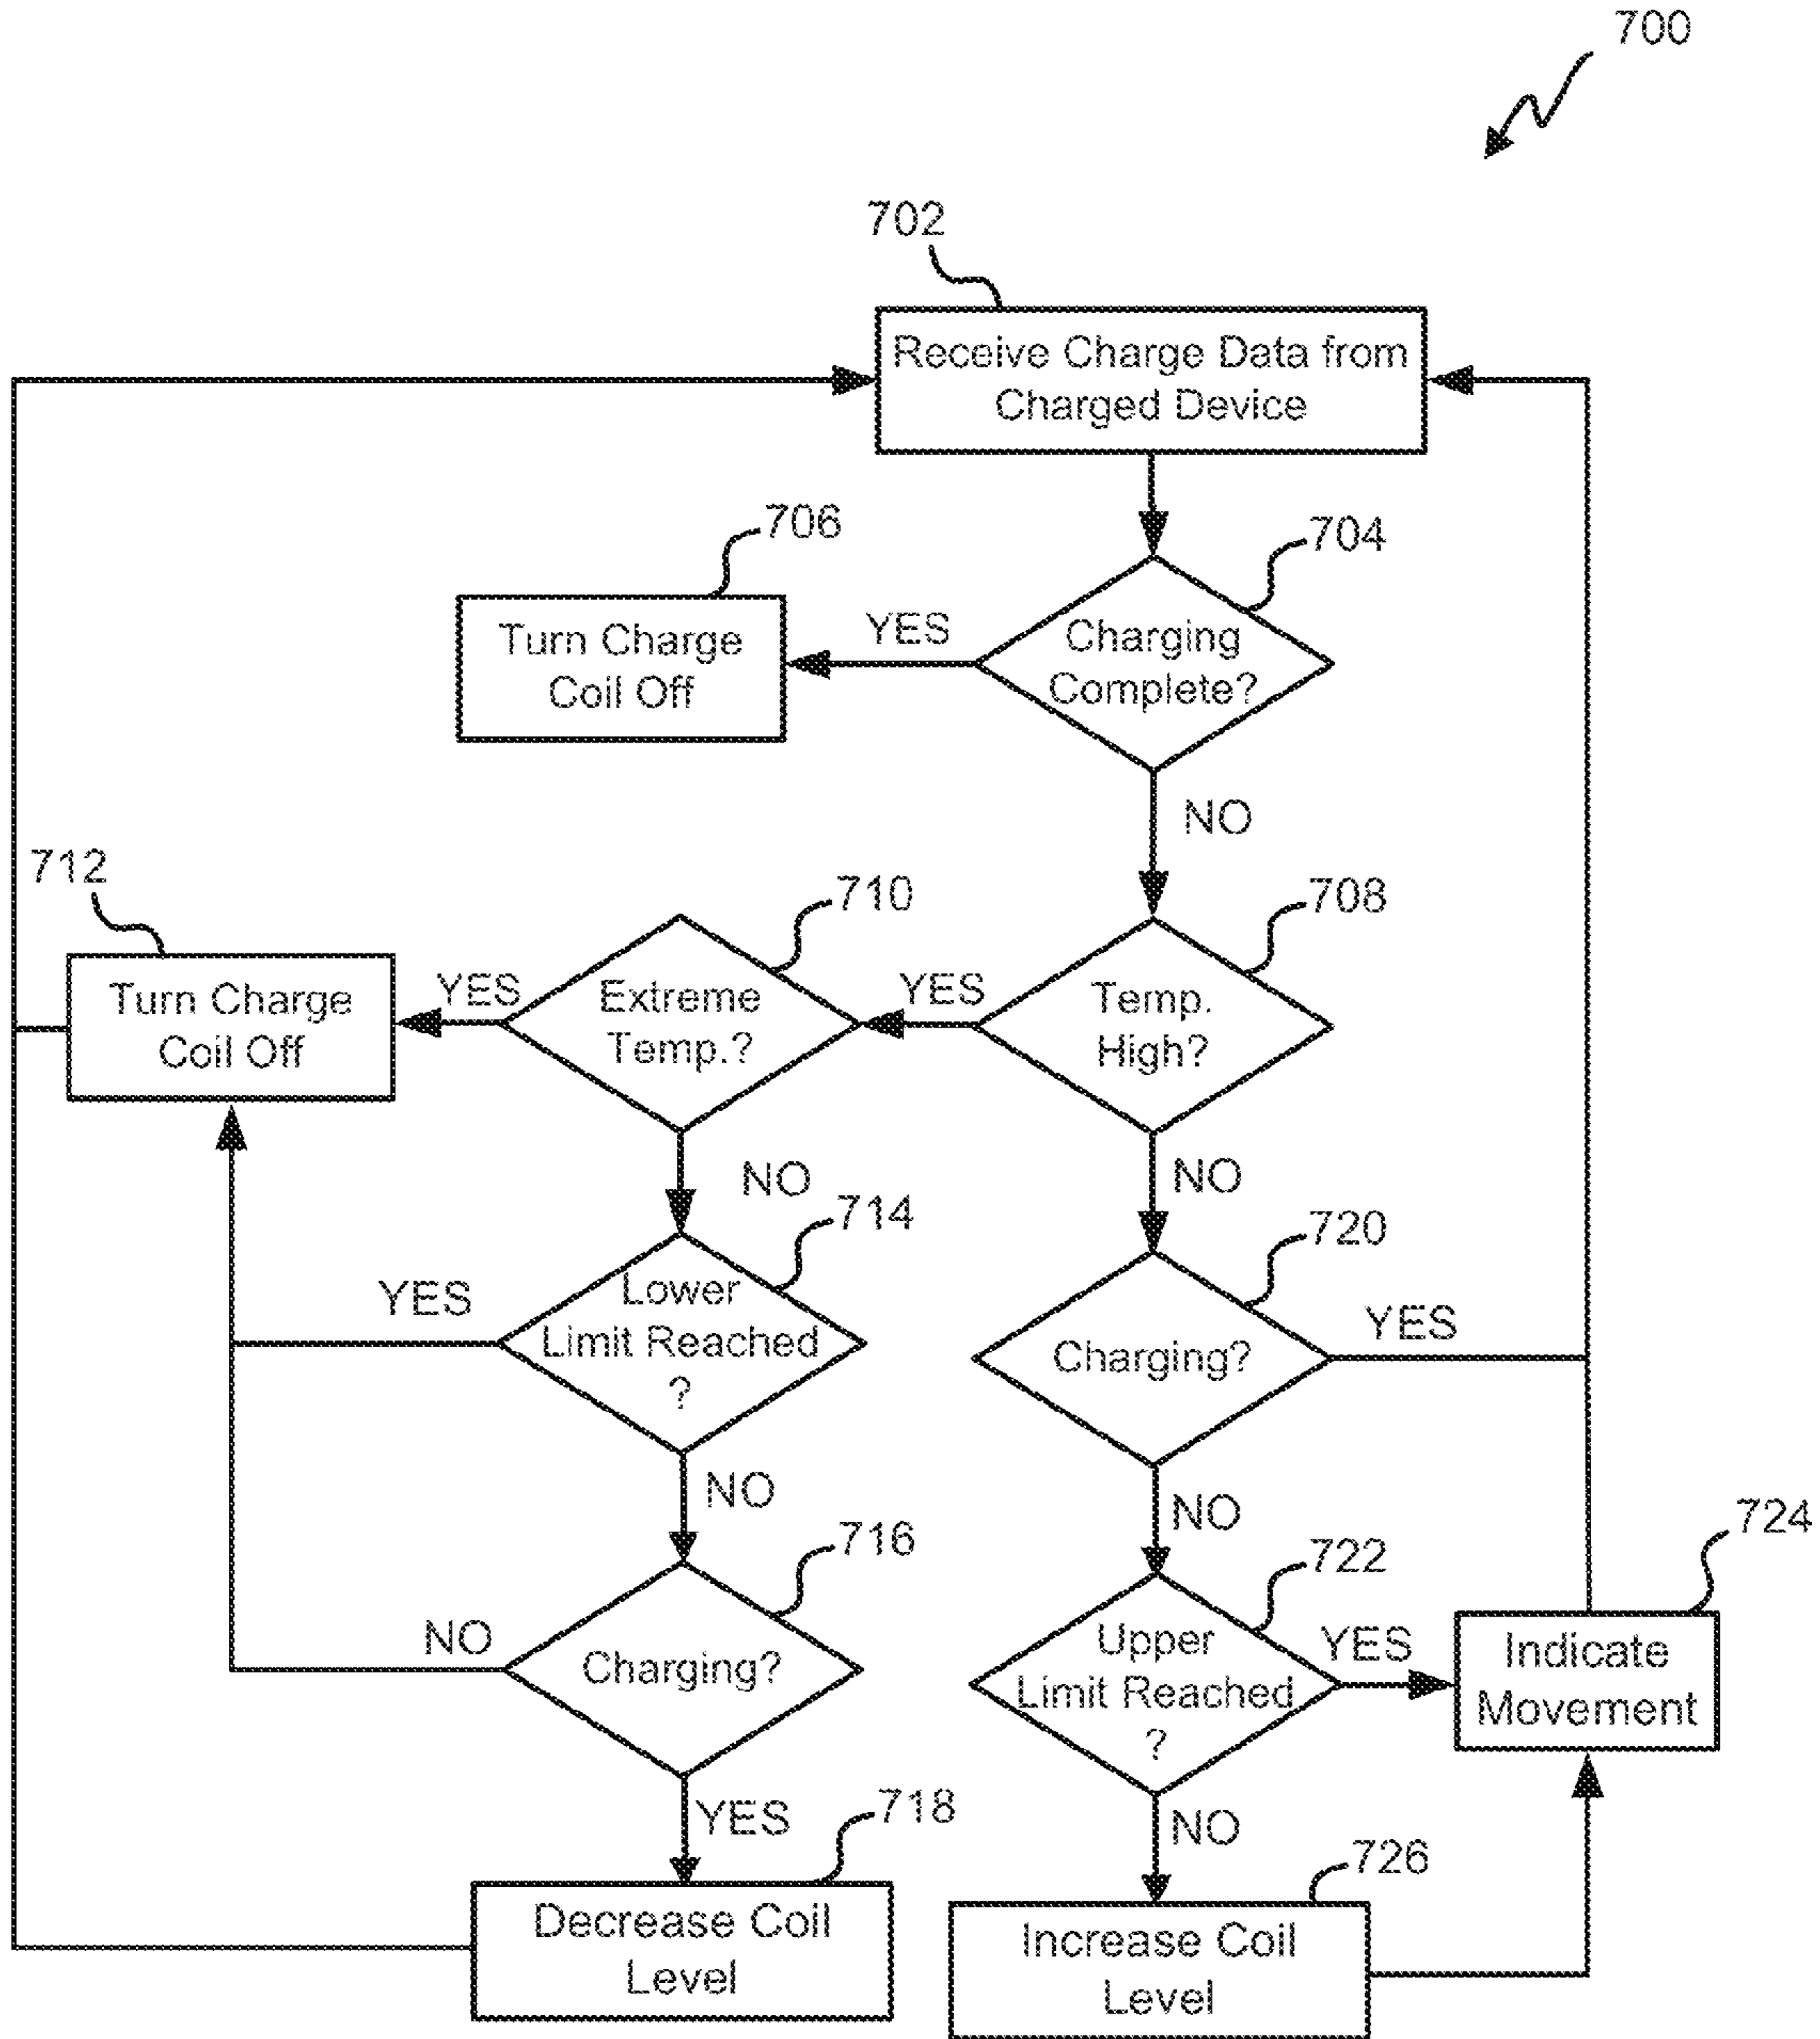 700
702
Receive Charge Data from
Charged Device
706
704
Turn Charge
Coil Off
YES
Charging
Complete?
NO
712
710
708
Turn Charge
Coil Off
YES
Extreme
Temp.?
YES
Temp.
High?
NO
NO
714
720
YES
Lower
Limit Reached
?
Charging?
YES
NO
NO
716
722
724
NO
Charging?
Upper
Limit Reached
?
YES
Indicate
Movement
YES
718
NO
726
Decrease Coil
Level
Increase Coil
Level